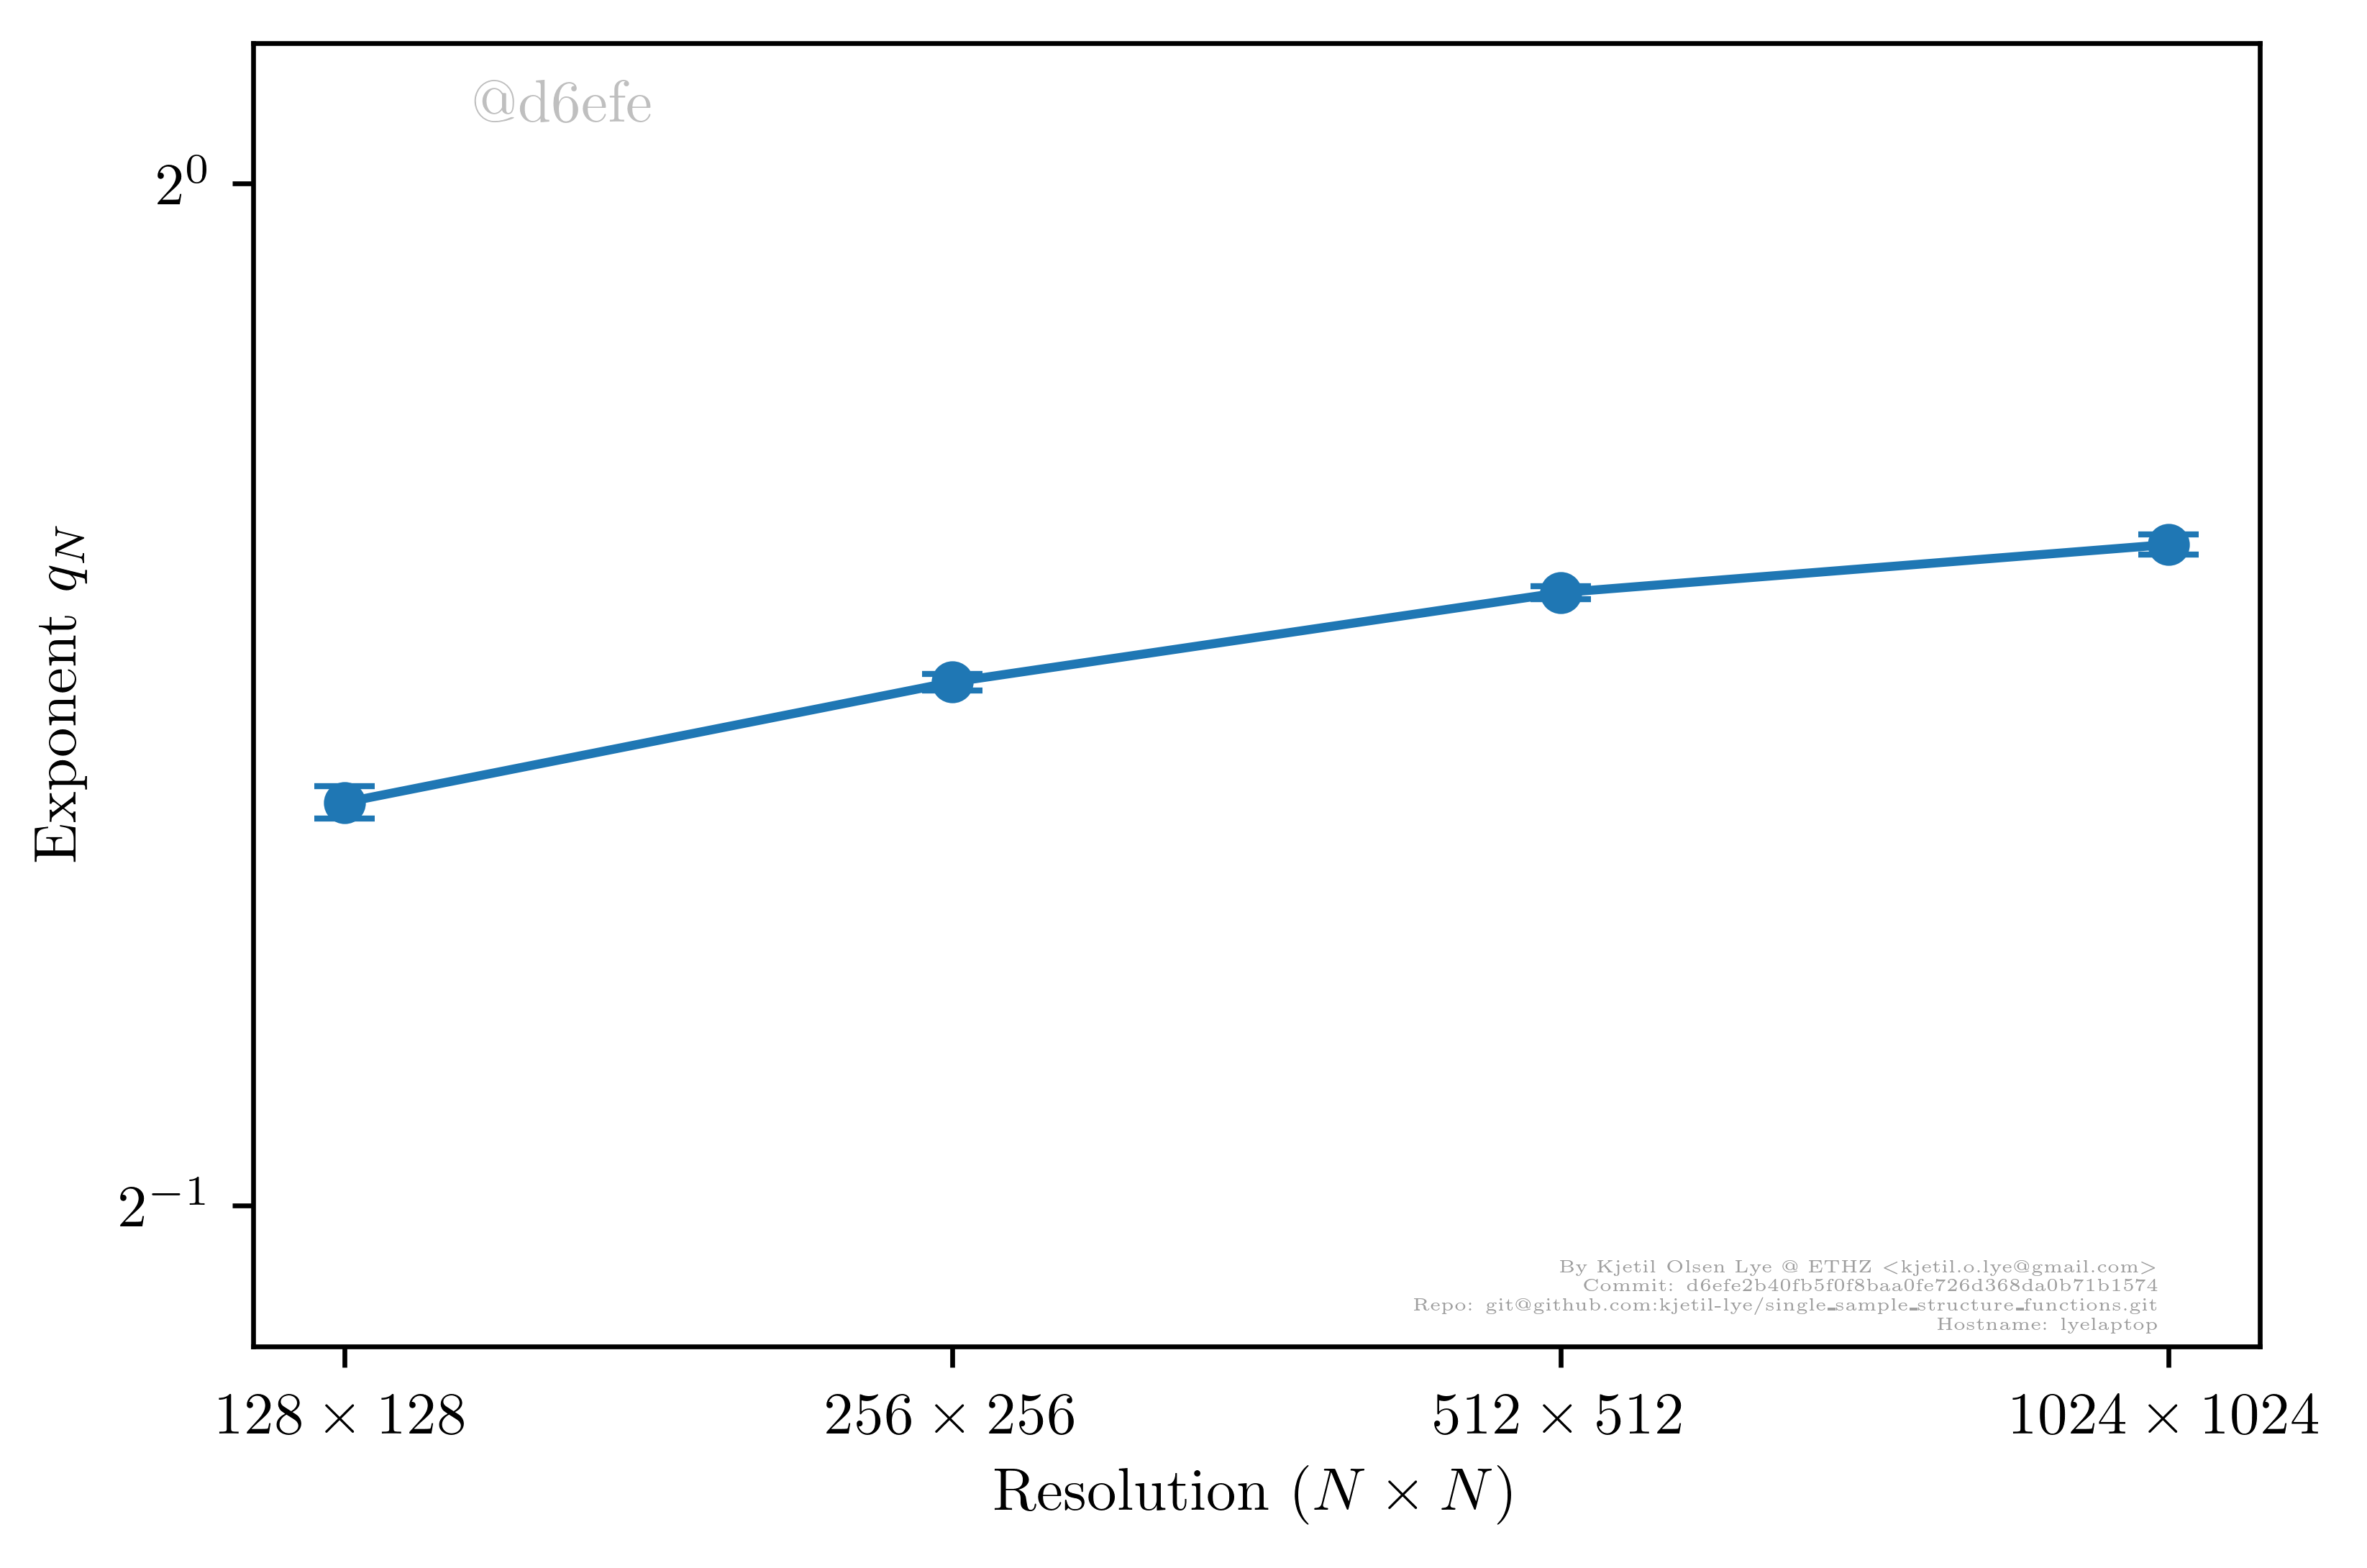 @d6efe
2^0
Exponent q_N
2^{-1}
By Kjetil Olsen Lye @ ETHZ <kjetil.o.lye@gmail.com>
Commit: d6efe2b40fb5f0f8baa0fe726d368da0b71b1574
Repo: git@github.com:kjetil-lye/single_sample_structure_functions.git
Hostname: lyelaptop
128 × 128 256 × 256 512 × 512 1024 × 1024
Resolution (N × N)